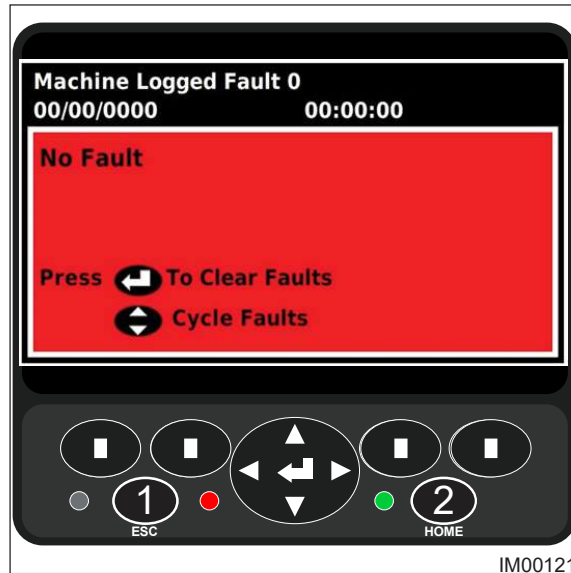 Machine Logged Fault 0
00/00/0000 00:00:00
No Fault
Press To Clear Faults
Cycle Faults
1 2
ESC HOME
IM00121